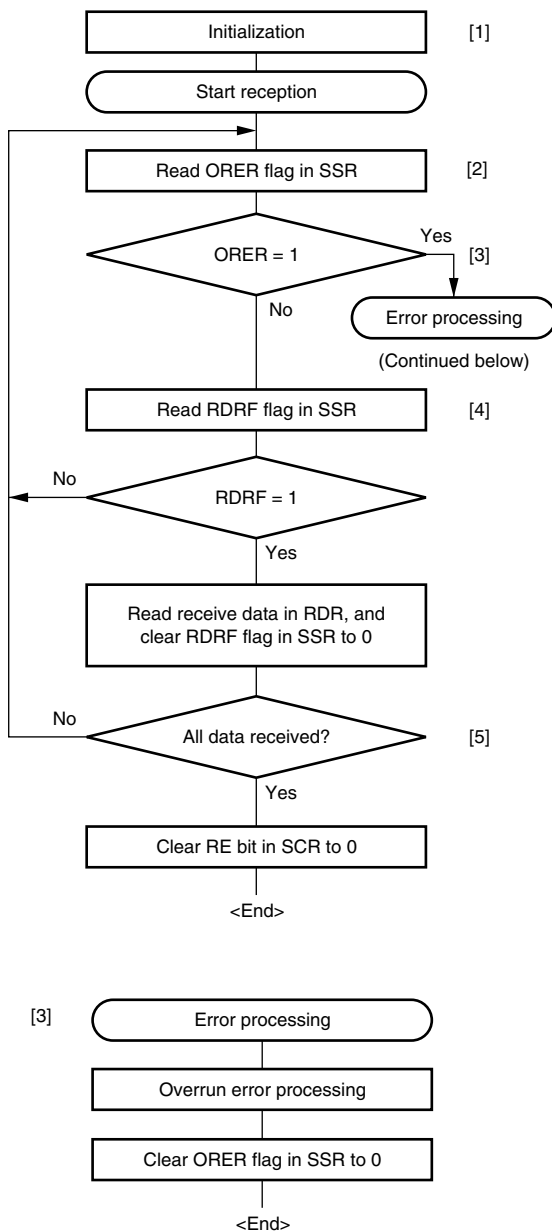 Initialization
[1]
Start reception
Read ORER flag in SSR
[2]
ORER = 1
Yes
[3]
No
Error processing
(Continued below)
Read RDRF flag in SSR
[4]
No
RDRF = 1
Yes
Read receive data in RDR, and
clear RDRF flag in SSR to 0
No
All data received?
[5]
Yes
Clear RE bit in SCR to 0
<End>
[3]
Error processing
Overrun error processing
Clear ORER flag in SSR to 0
<End>